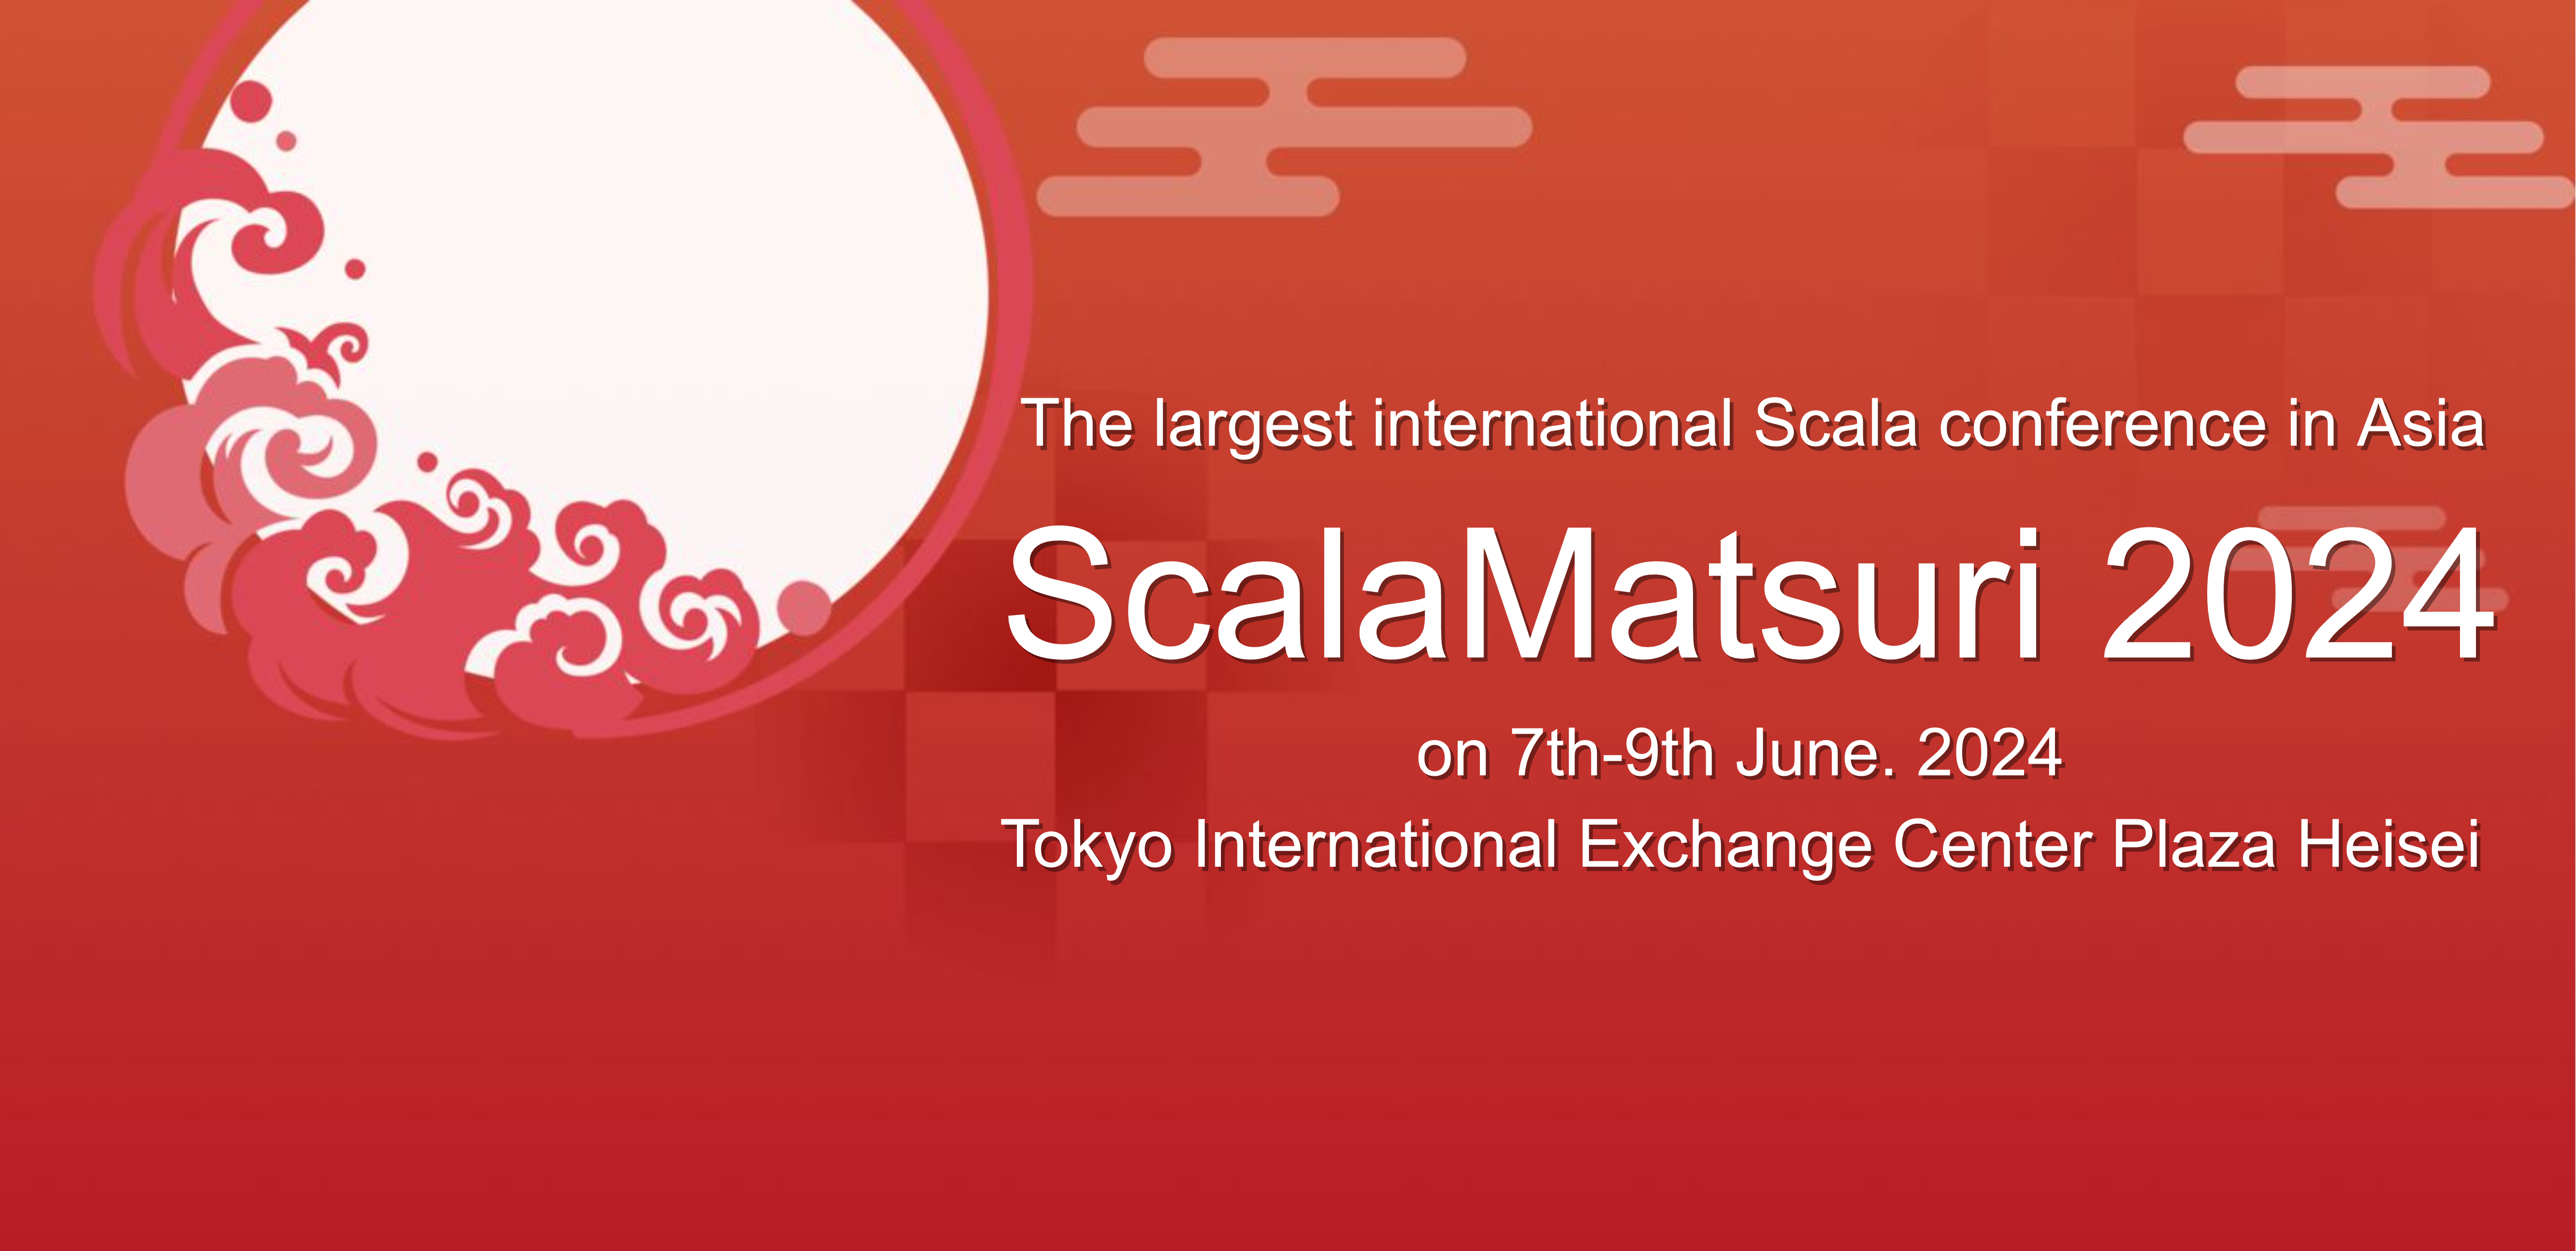 The largest international Scala conference in Asia
ScalaMatsuri 2024
on 7th-9th June. 2024
Tokyo International Exchange Center Plaza Heisei